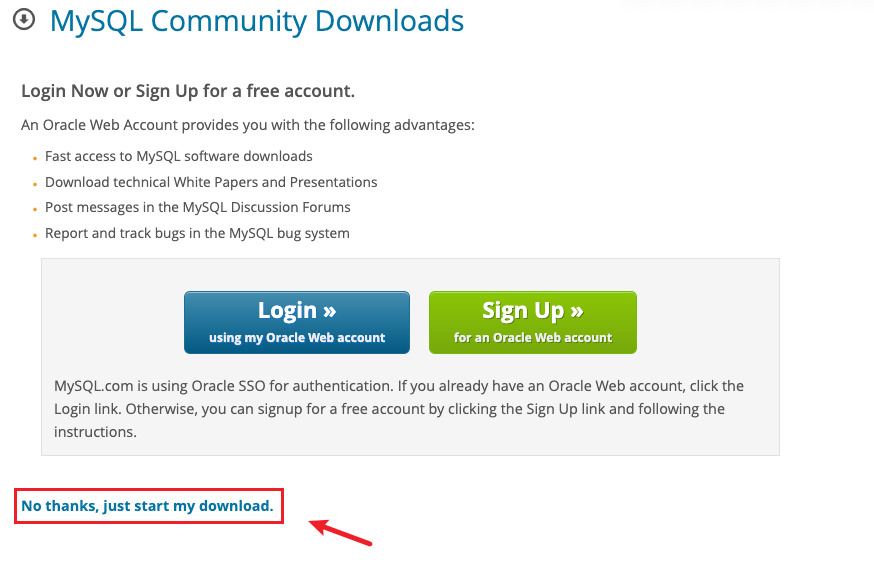 MySQL Community Downloads
Login Now or Sign Up for a free account.
An Oracle Web Account provides you with the following advantages:
Fast access to MySQL software downloads
Download technical White Papers and Presentations
Post messages in the MySQL Discussion Forums
Report and track bugs in the MySQL bug system
Login »
using my Oracle Web account
Sign Up »
for an Oracle Web account
MySQL.com is using Oracle SSO for authentication. If you already have an Oracle Web account, click the
Login link. Otherwise, you can signup for a free account by clicking the Sign Up link and following the
instructions.
No thanks, just start my download.